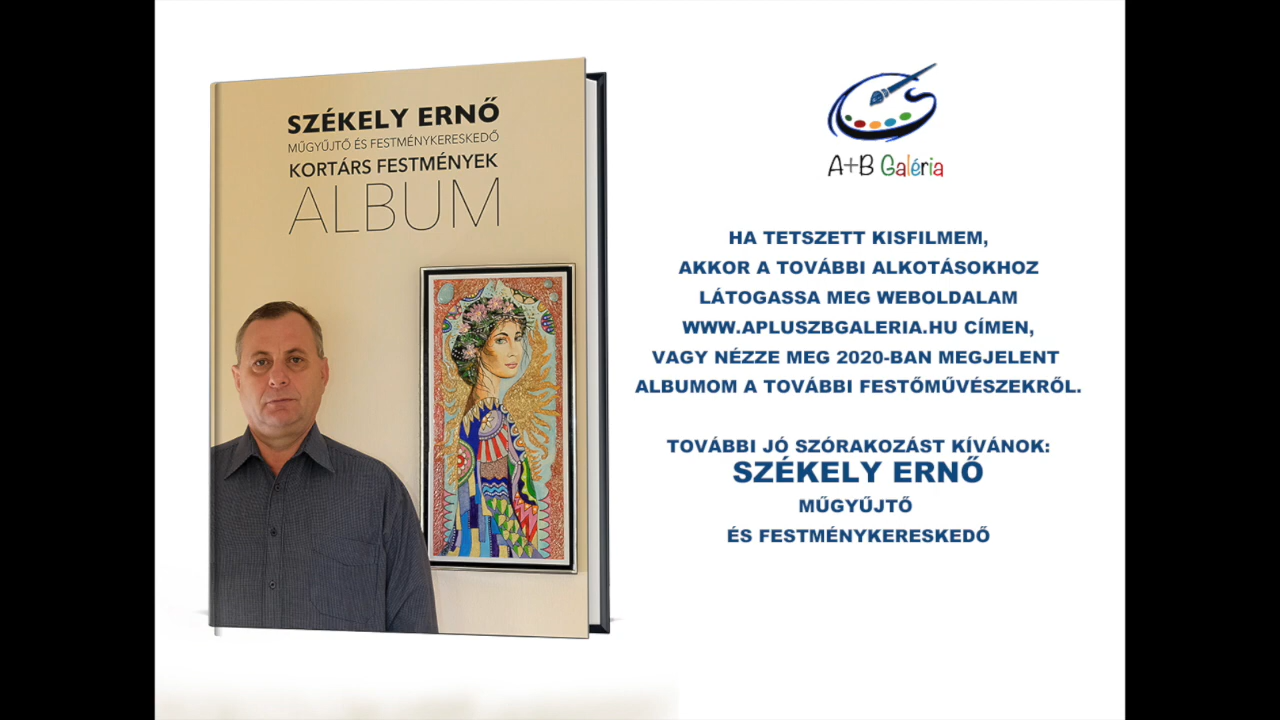 SZÉKELY ERNŐ
MŰGYŰJTŐ ÉS FESTMÉNYKERESKEDŐ
KORTÁRS FESTMÉNYEK
ALBUM
A+B Galéria
HA TETSZETT KISFILMEM,
AKKOR A TOVÁBBI ALKOTÁSOKHOZ
LÁTOGASSA MEG WEBOLDALAM
WWW.APLUSZBGALERIA.HU CÍMEN,
VAGY NÉZZE MEG 2020-BAN MEGJELENT
ALBUMOM A TOVÁBBI FESTŐMŰVÉSZEKRŐL.
TOVÁBBI JÓ SZÓRAKOZÁST KÍVÁNOK:
SZÉKELY ERNŐ
MŰGYŰJTŐ
ÉS FESTMÉNYKERESKEDŐ